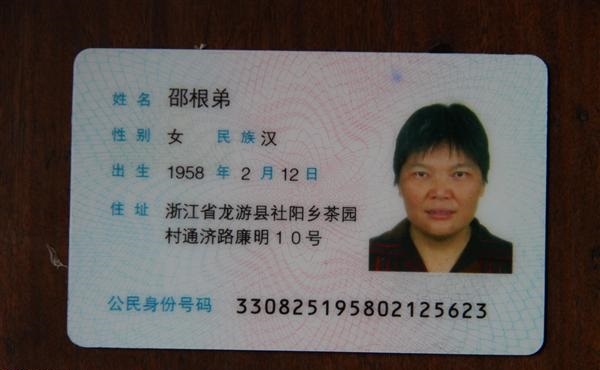 姓名 邵根弟
性别 女 民族 汉
出生 1958 年 2 月 12 日
住址 浙江省龙游县社阳乡茶园
村通济路廉明10号
公民身份号码 330825195802125623